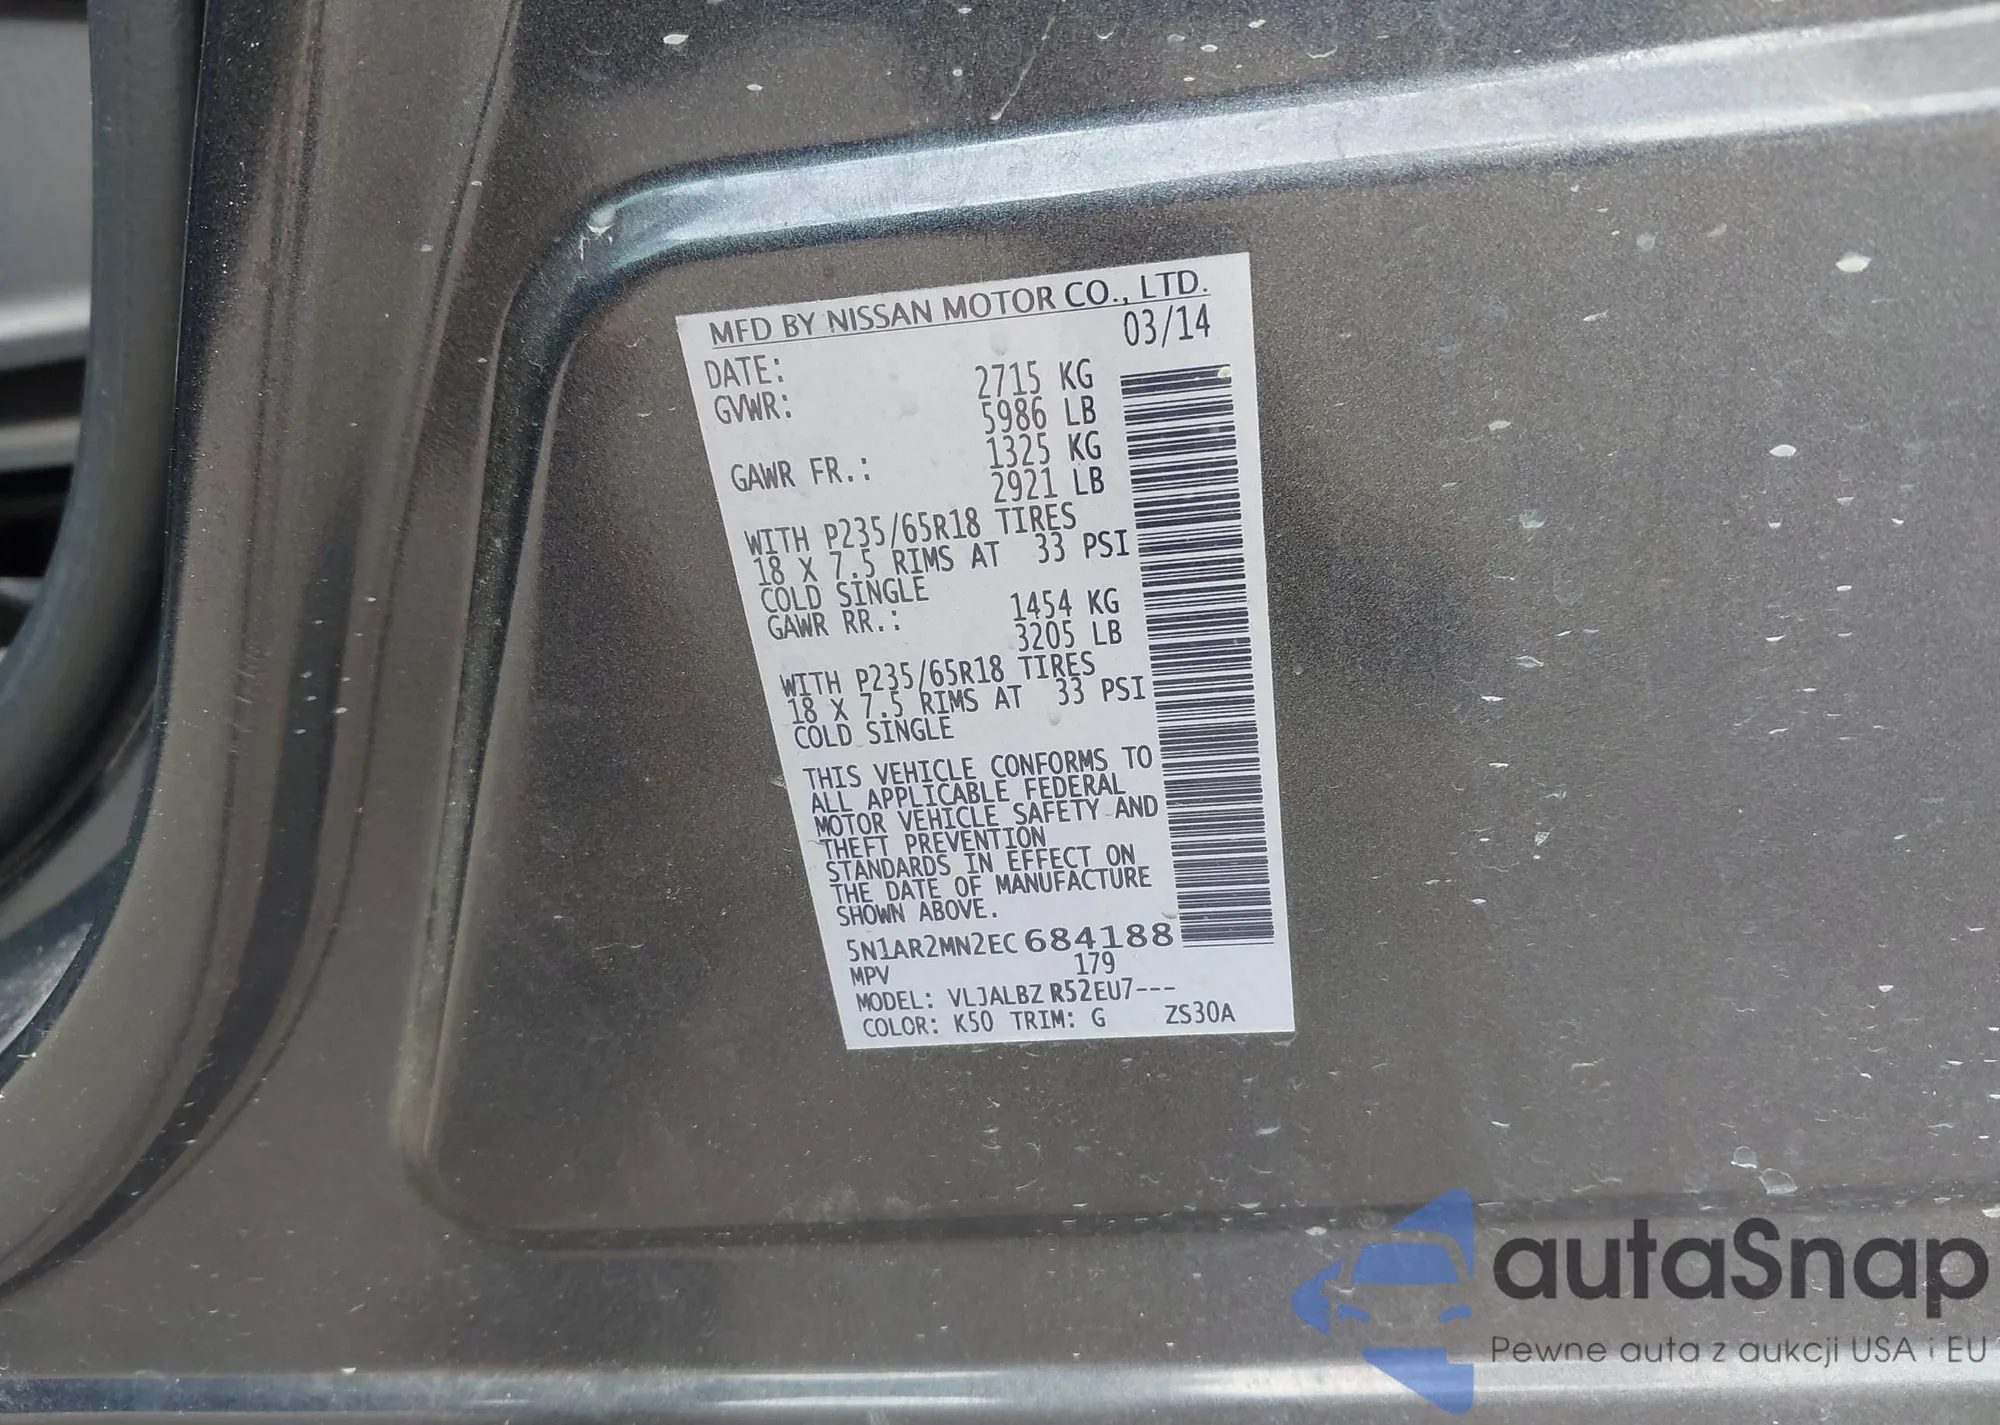 MFD BY NISSAN MOTOR CO., LTD.
DATE: 03/14
GVWR: 2715 KG
5986 LB
GAWR FR.: 1325 KG
2921 LB
WITH P235/65R18 TIRES
18 X 7.5 RIMS AT 33 PSI
COLD SINGLE
GAWR RR.: 1454 KG
3205 LB
WITH P235/65R18 TIRES
18 X 7.5 RIMS AT 33 PSI
COLD SINGLE
THIS VEHICLE CONFORMS TO
ALL APPLICABLE FEDERAL
MOTOR VEHICLE SAFETY AND
THEFT PREVENTION
STANDARDS IN EFFECT ON
THE DATE OF MANUFACTURE
SHOWN ABOVE.
5N1AR2MN2EC684188
MPV 179
MODEL: VLJALBZ R52EU7---
COLOR: K50 TRIM: G ZS30A
autaSnap
Pewne auta z aukcji USA i EU